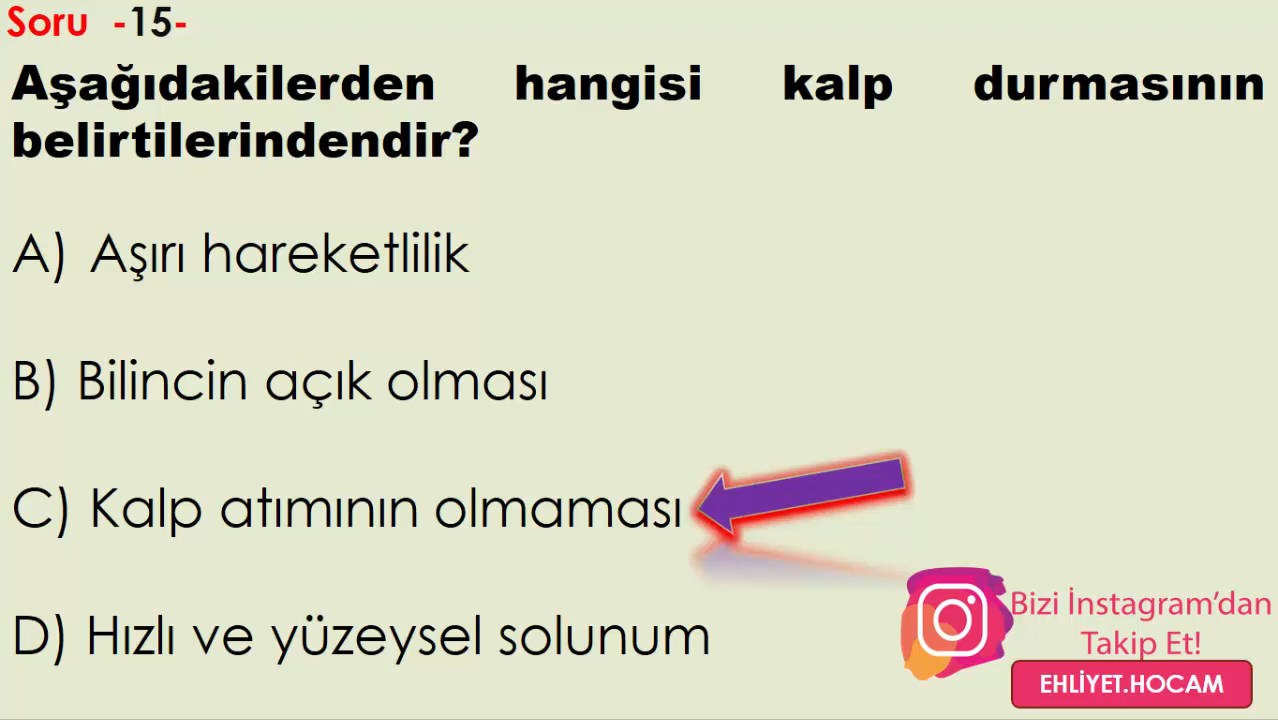 Soru -15-
Aşağıdakilerden hangisi kalp durmasının
belirtilerindendir?
A) Aşırı hareketlilik
B) Bilincin açık olması
C) Kalp atımının olmaması
D) Hızlı ve yüzeysel solunum
Bizi İnstagram’dan
Takip Et!
EHLİYET.HOCAM